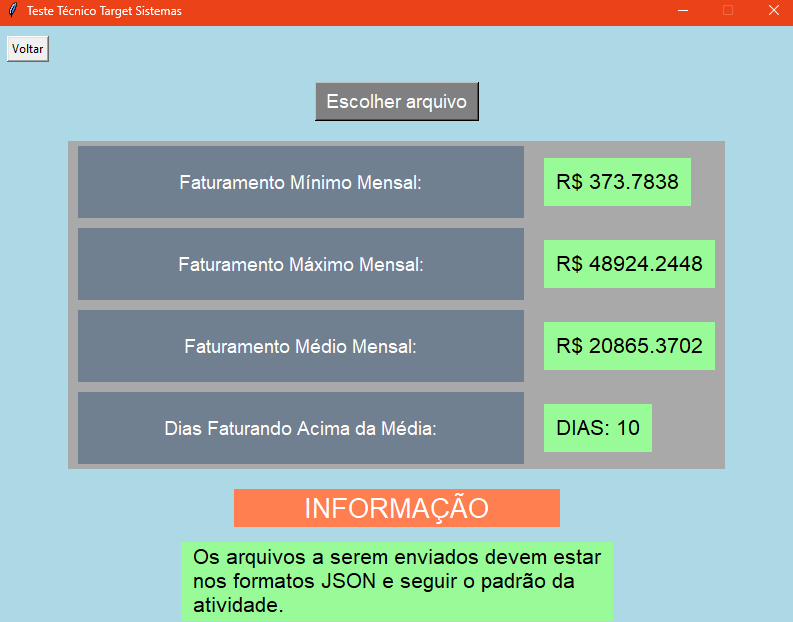 Teste Técnico Target Sistemas
Voltar
Escolher arquivo
Faturamento Mínimo Mensal:
R$ 373.7838
Faturamento Máximo Mensal:
R$ 48924.2448
Faturamento Médio Mensal:
R$ 20865.3702
Dias Faturando Acima da Média:
DIAS: 10
INFORMAÇÃO
Os arquivos a serem enviados devem estar
nos formatos JSON e seguir o padrão da
atividade.